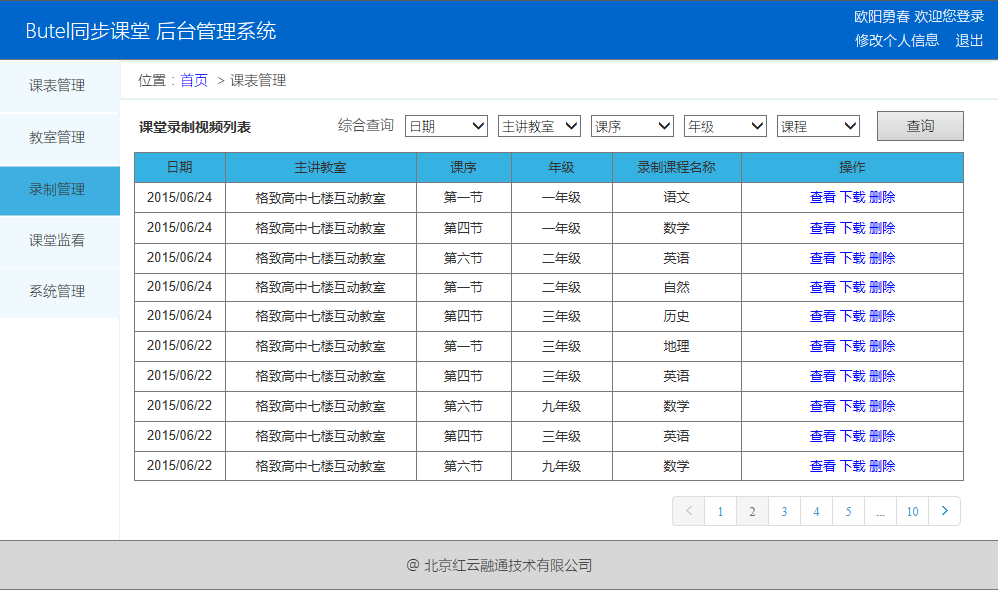 Butel同步课堂 后台管理系统
欧阳勇春 欢迎您登录
修改个人信息 退出
课表管理
教室管理
录制管理
课堂监看
系统管理
位置：首页 > 课表管理
课堂录制视频列表 综合查询 日期 主讲教室 课序 年级 课程 查询
日期 主讲教室 课序 年级 录制课程名称 操作
2015/06/24 格致高中七楼互动教室 第一节 一年级 语文 查看 下载 删除
2015/06/24 格致高中七楼互动教室 第四节 一年级 数学 查看 下载 删除
2015/06/24 格致高中七楼互动教室 第六节 二年级 英语 查看 下载 删除
2015/06/24 格致高中七楼互动教室 第一节 二年级 自然 查看 下载 删除
2015/06/24 格致高中七楼互动教室 第四节 三年级 历史 查看 下载 删除
2015/06/22 格致高中七楼互动教室 第一节 三年级 地理 查看 下载 删除
2015/06/22 格致高中七楼互动教室 第四节 三年级 英语 查看 下载 删除
2015/06/22 格致高中七楼互动教室 第六节 九年级 数学 查看 下载 删除
2015/06/22 格致高中七楼互动教室 第四节 三年级 英语 查看 下载 删除
2015/06/22 格致高中七楼互动教室 第六节 九年级 数学 查看 下载 删除
< 1 2 3 4 5 ... 10 >
@ 北京红云融通技术有限公司